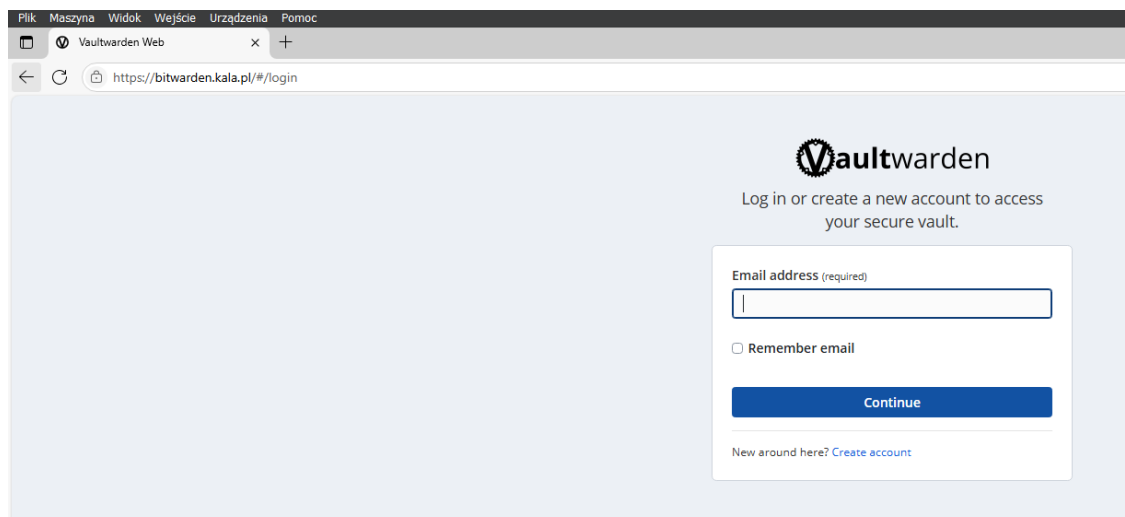 Plik Maszyna Widok Wejście Urządzenia Pomoc
Vaultwarden Web
https://bitwarden.kala.pl/#/login
Vaultwarden
Log in or create a new account to access
your secure vault.
Email address (required)
Remember email
Continue
New around here? Create account